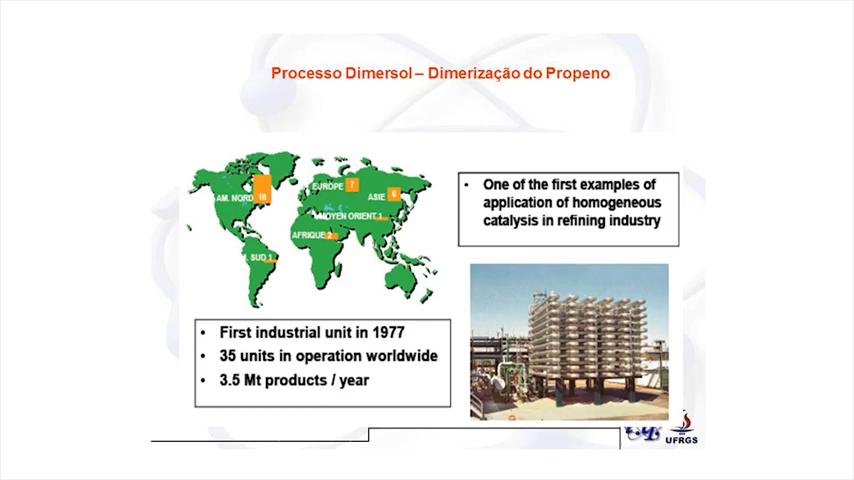 Processo Dimersol – Dimerização do Propeno
EUROPE 7
AM. NORD 18
ASIE 6
MOYEN ORIENT 1
AFRIQUE 2
. SUD 1
• One of the first examples of
application of homogeneous
catalysis in refining industry
• First industrial unit in 1977
• 35 units in operation worldwide
• 3.5 Mt products / year
UFRGS